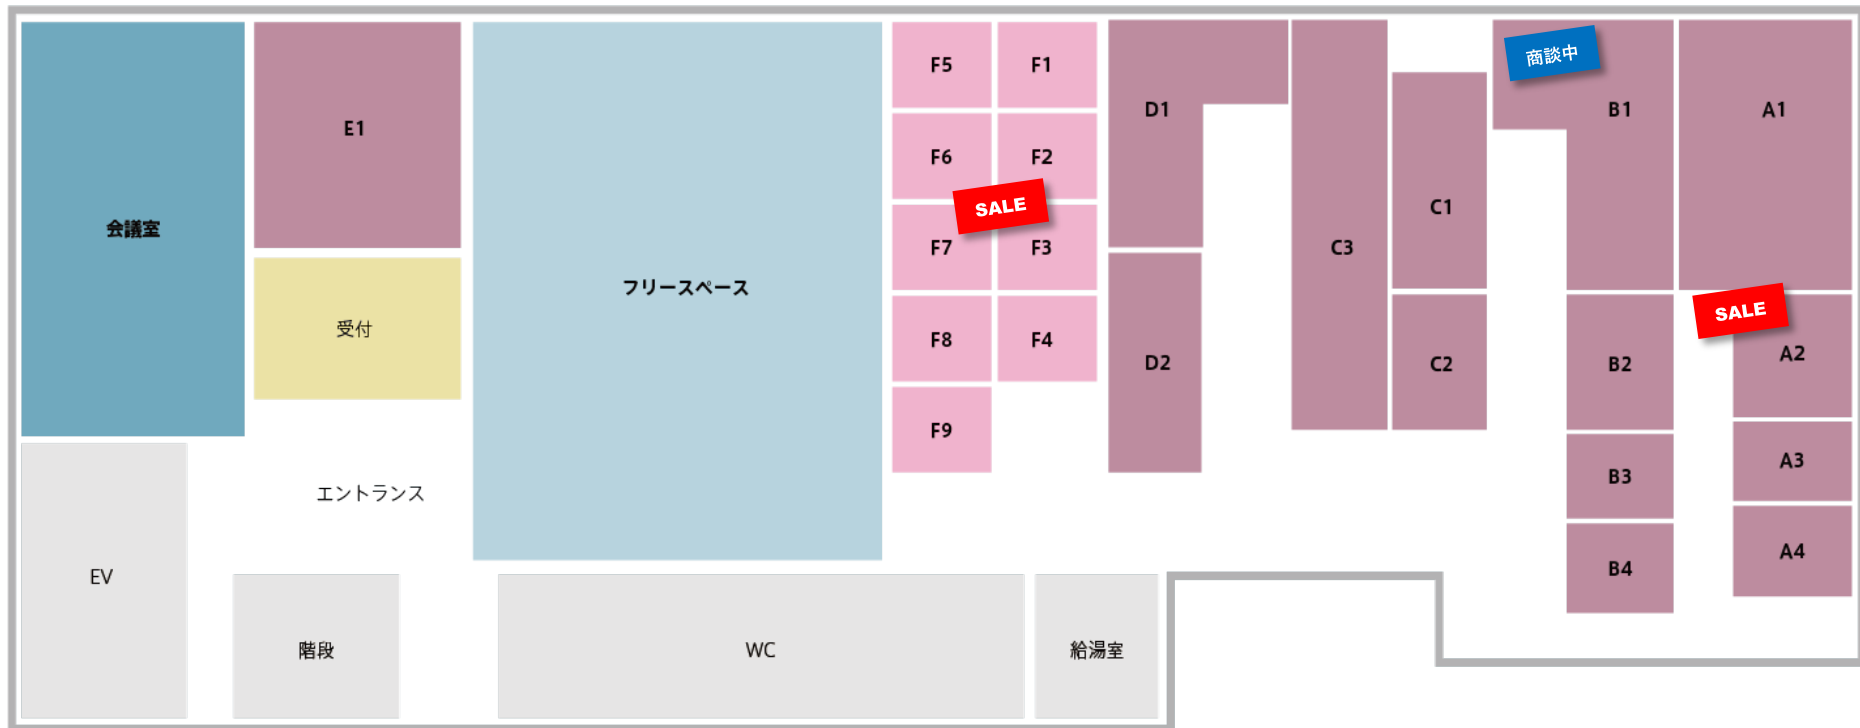 会議室
E1
受付
エントランス
EV
階段
フリースペース
WC
給湯室
F5
F1
F6
F2
SALE
F7
F3
F8
F4
F9
D1
D2
C3
C1
C2
商談中
B1
B2
B3
B4
A1
SALE
A2
A3
A4